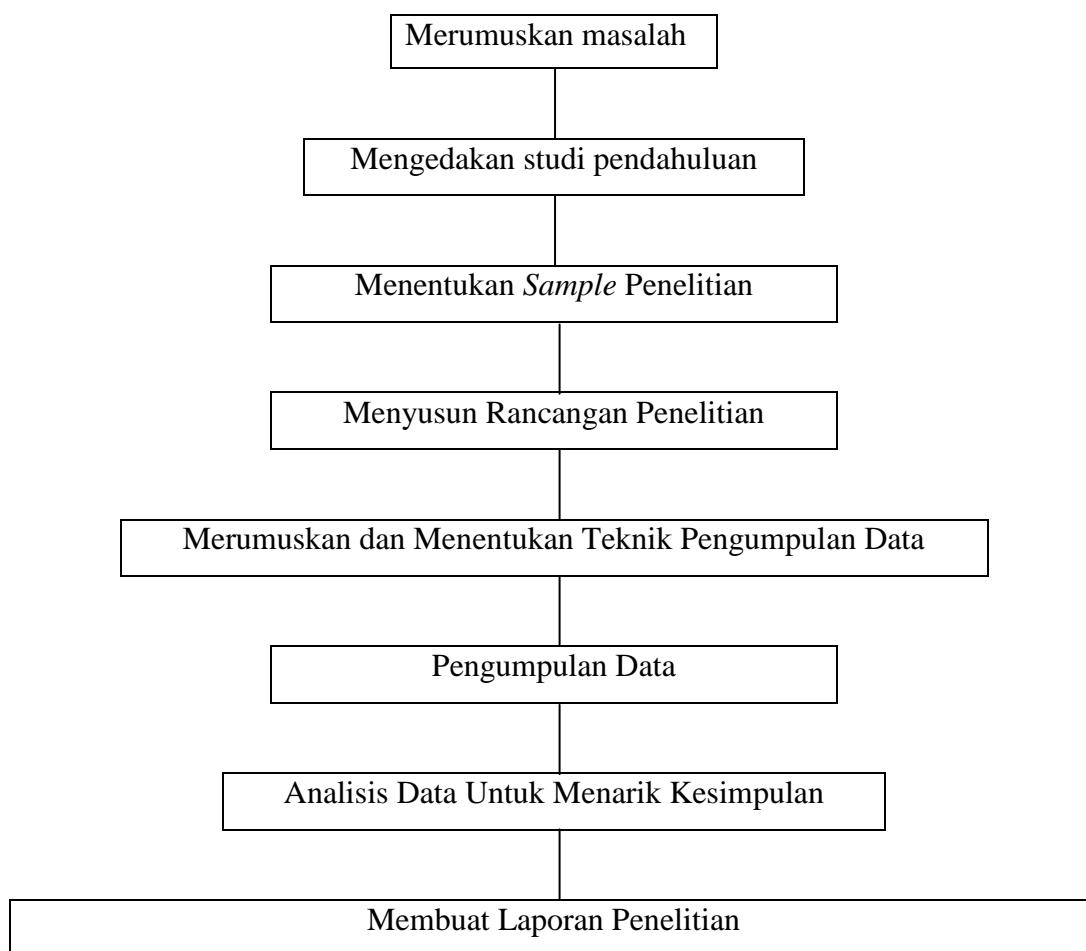 Merumuskan masalah
Mengedakan studi pendahuluan
Menentukan Sample Penelitian
Menyusun Rancangan Penelitian
Merumuskan dan Menentukan Teknik Pengumpulan Data
Pengumpulan Data
Analisis Data Untuk Menarik Kesimpulan
Membuat Laporan Penelitian